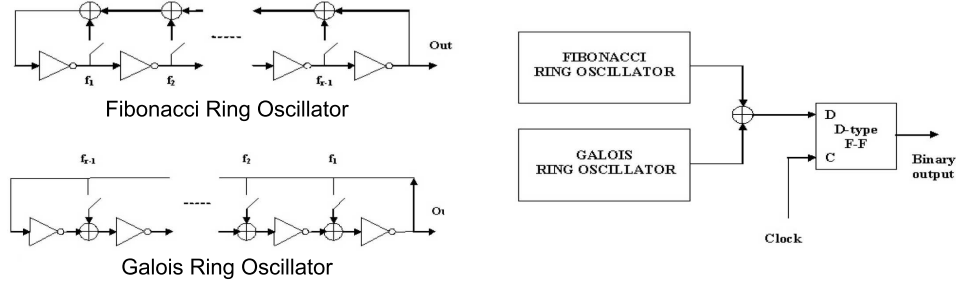 Out
f1
f2
fr-1
Fibonacci Ring Oscillator
fr-1
f2
f1
Galois Ring Oscillator
FIBONACCI
RING OSCILLATOR
GALOIS
RING OSCILLATOR
D
D-type
F-F
C
Binary
output
Clock